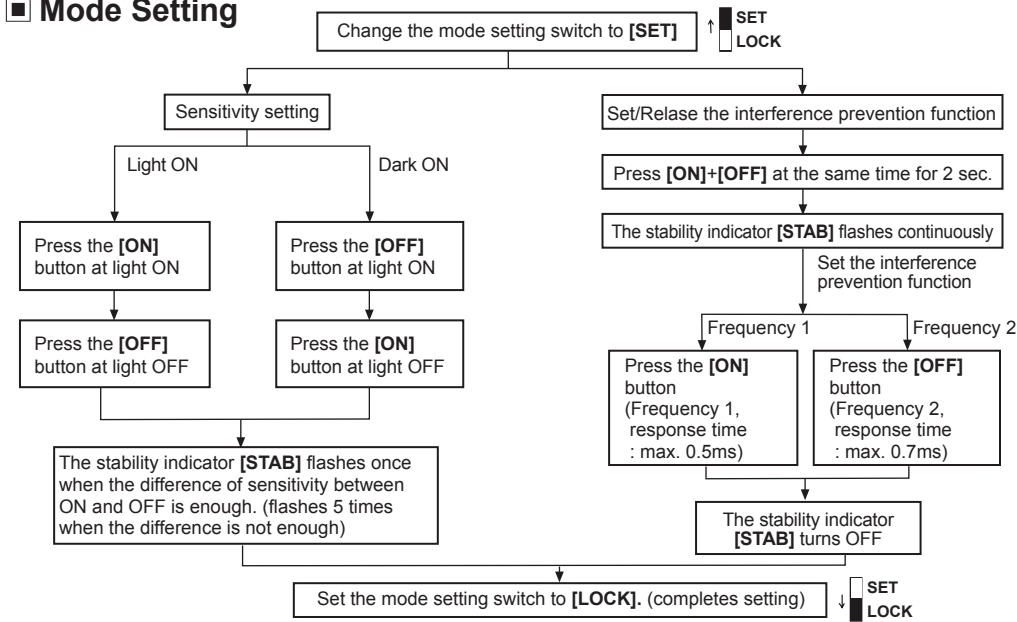 Mode Setting
Change the mode setting switch to [SET]
↑
SET
LOCK
Sensitivity setting
Light ON
Dark ON
Press the [ON]
button at light ON
Press the [OFF]
button at light ON
Press the [OFF]
button at light OFF
Press the [ON]
button at light OFF
The stability indicator [STAB] flashes once
when the difference of sensitivity between
ON and OFF is enough. (flashes 5 times
when the difference is not enough)
Set/Relase the interference prevention function
Press [ON]+[OFF] at the same time for 2 sec.
The stability indicator [STAB] flashes continuously
Set the interference
prevention function
Frequency 1
Frequency 2
Press the [ON]
button
(Frequency 1,
response time
: max. 0.5ms)
Press the [OFF]
button
(Frequency 2,
response time
: max. 0.7ms)
The stability indicator
[STAB] turns OFF
Set the mode setting switch to [LOCK]. (completes setting)
↓
SET
LOCK